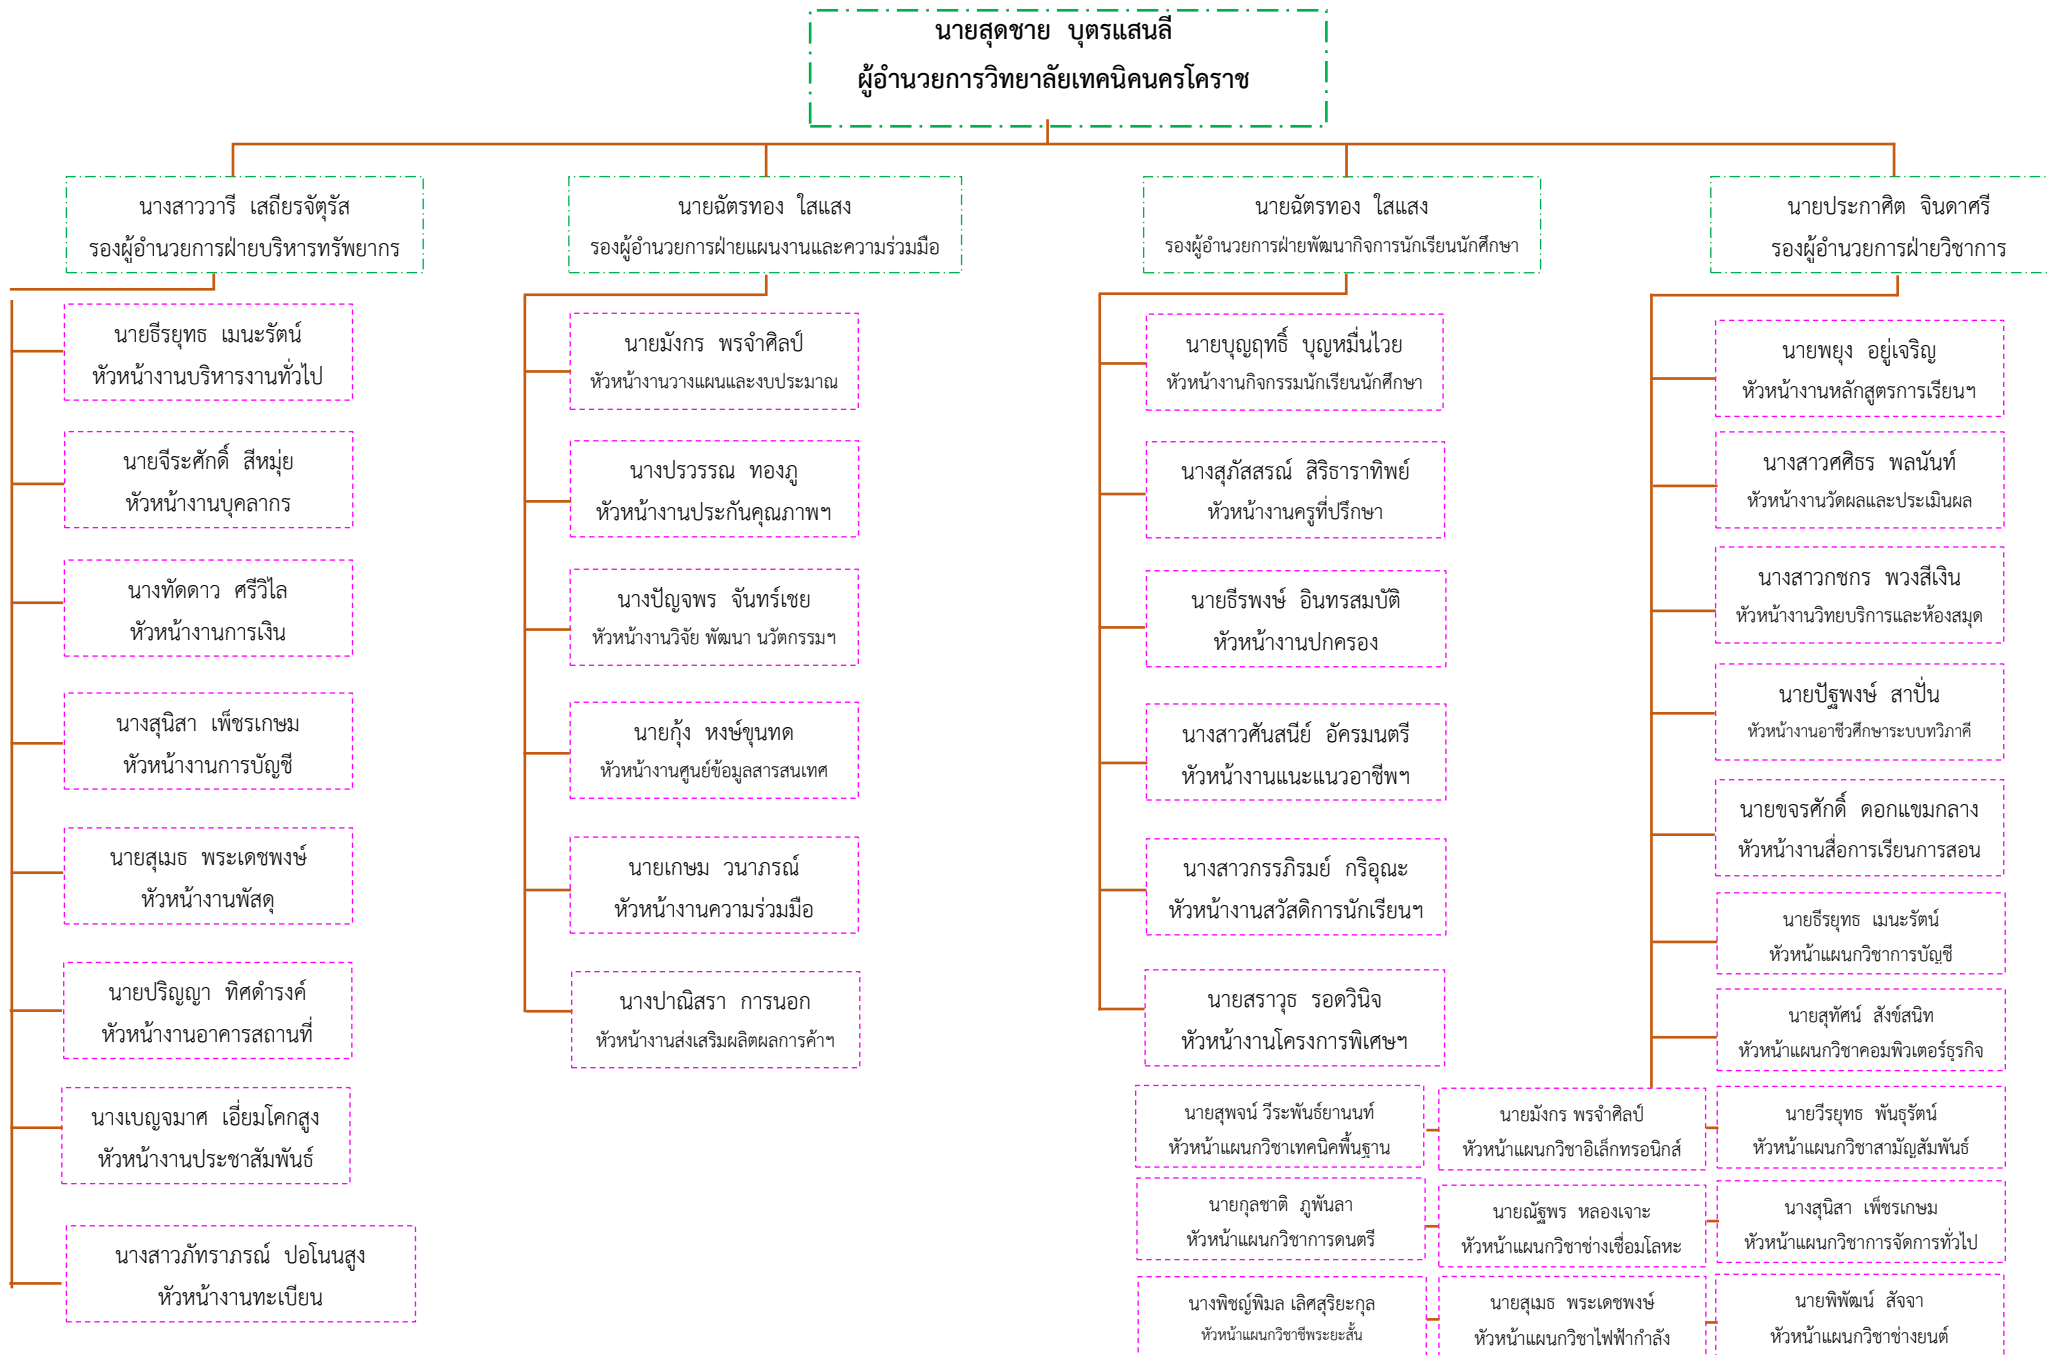 นายสุดชาย บุตรแสนลี
ผู้อำนวยการวิทยาลัยเทคนิคนครโคราช
นางสาววารี เสถียรจัตุรัส
รองผู้อำนวยการฝ่ายบริหารทรัพยากร
นายธีรยุทธ เมนะรัตน์
หัวหน้างานบริหารงานทั่วไป
นายจีระศักดิ์ สีหมุ่ย
หัวหน้างานบุคลากร
นางทัดดาว ศรีวิไล
หัวหน้างานการเงิน
นางสุนิสา เพ็ชรเกษม
หัวหน้างานการบัญชี
นายสุเมธ พระเดชพงษ์
หัวหน้างานพัสดุ
นายปริญญา ทิศดำรงค์
หัวหน้างานอาคารสถานที่
นางเบญจมาศ เอี่ยมโคกสูง
หัวหน้างานประชาสัมพันธ์
นางสาวภัทราภรณ์ ปอโนนสูง
หัวหน้างานทะเบียน
นายฉัตรทอง ใสแสง
รองผู้อำนวยการฝ่ายแผนงานและความร่วมมือ
นายมังกร พรจำศิลป์
หัวหน้างานวางแผนและงบประมาณ
นางปรวรรณ ทองภู
หัวหน้างานประกันคุณภาพฯ
นางปัญจพร จันทร์เชย
หัวหน้างานวิจัย พัฒนา นวัตกรรมฯ
นายกุ้ง หงษ์ขุนทด
หัวหน้างานศูนย์ข้อมูลสารสนเทศ
นายเกษม วนาภรณ์
หัวหน้างานความร่วมมือ
นางปาณิสรา การนอก
หัวหน้างานส่งเสริมผลิตผลการค้าฯ
นายฉัตรทอง ใสแสง
รองผู้อำนวยการฝ่ายพัฒนากิจการนักเรียนนักศึกษา
นายบุญฤทธิ์ บุญหมื่นไวย
หัวหน้างานกิจกรรมนักเรียนนักศึกษา
นางสุภัสสรณ์ สิริธาราทิพย์
หัวหน้างานครูที่ปรึกษา
นายธีรพงษ์ อินทรสมบัติ
หัวหน้างานปกครอง
นางสาวศันสนีย์ อัครมนตรี
หัวหน้างานแนะแนวอาชีพฯ
นางสาวกรรภิรมย์ กริอุณะ
หัวหน้างานสวัสดิการนักเรียนฯ
นายสราวุธ รอดวินิจ
หัวหน้างานโครงการพิเศษฯ
นายประกาศิต จินดาศรี
รองผู้อำนวยการฝ่ายวิชาการ
นายพยุง อยู่เจริญ
หัวหน้างานหลักสูตรการเรียนฯ
นางสาวศศิธร พลนันท์
หัวหน้างานวัดผลและประเมินผล
นางสาวกชกร พวงสีเงิน
หัวหน้างานวิทยบริการและห้องสมุด
นายปัฐพงษ์ สาปั่น
หัวหน้างานอาชีวศึกษาระบบทวิภาคี
นายขจรศักดิ์ ดอกแขมกลาง
หัวหน้างานสื่อการเรียนการสอน
นายธีรยุทธ เมนะรัตน์
หัวหน้าแผนกวิชาการบัญชี
นายสุทัศน์ สังข์สนิท
หัวหน้าแผนกวิชาคอมพิวเตอร์ธุรกิจ
นายสุพจน์ วีระพันธ์ยานนท์
หัวหน้าแผนกวิชาเทคนิคพื้นฐาน
นายมังกร พรจำศิลป์
หัวหน้าแผนกวิชาอิเล็กทรอนิกส์
นายวีรยุทธ พันธุรัตน์
หัวหน้าแผนกวิชาสามัญสัมพันธ์
นายกุลชาติ ภูพันลา
หัวหน้าแผนกวิชาการดนตรี
นายณัฐพร หลองเจาะ
หัวหน้าแผนกวิชาช่างเชื่อมโลหะ
นางสุนิสา เพ็ชรเกษม
หัวหน้าแผนกวิชาการจัดการทั่วไป
นางพิชญ์พิมล เลิศสุริยะกุล
หัวหน้าแผนกวิชาชีพระยะสั้น
นายสุเมธ พระเดชพงษ์
หัวหน้าแผนกวิชาไฟฟ้ากำลัง
นายพิพัฒน์ สัจจา
หัวหน้าแผนกวิชาช่างยนต์